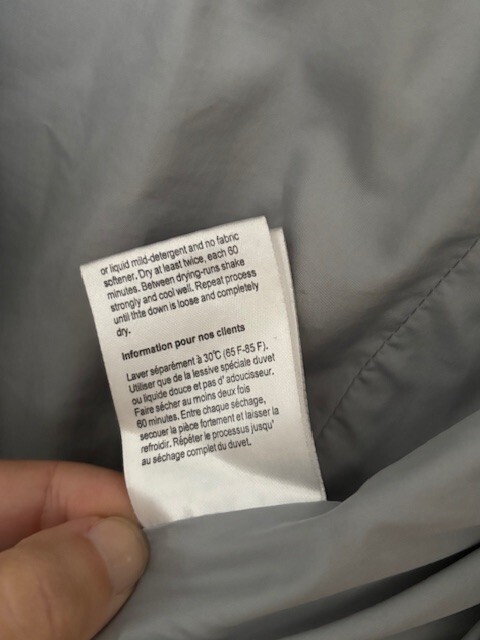 or liquid mild-detergent and no fabric
softener. Dry at least twice, each 60
minutes. Between drying-runs shake
strongly and cool well. Repeat process
until thte down is loose and completely
dry.
Information pour nos clients
Laver séparément à 30°C (65 F-85 F).
Utiliser que de la lessive spéciale duvet
ou liquide douce et pas d' adoucisseur.
Faire sécher au moins deux fois
60 minutes. Entre chaque séchage,
secouer la pièce fortement et laisser la
refroidir. Répéter le processus jusqu'
au séchage complet du duvet.